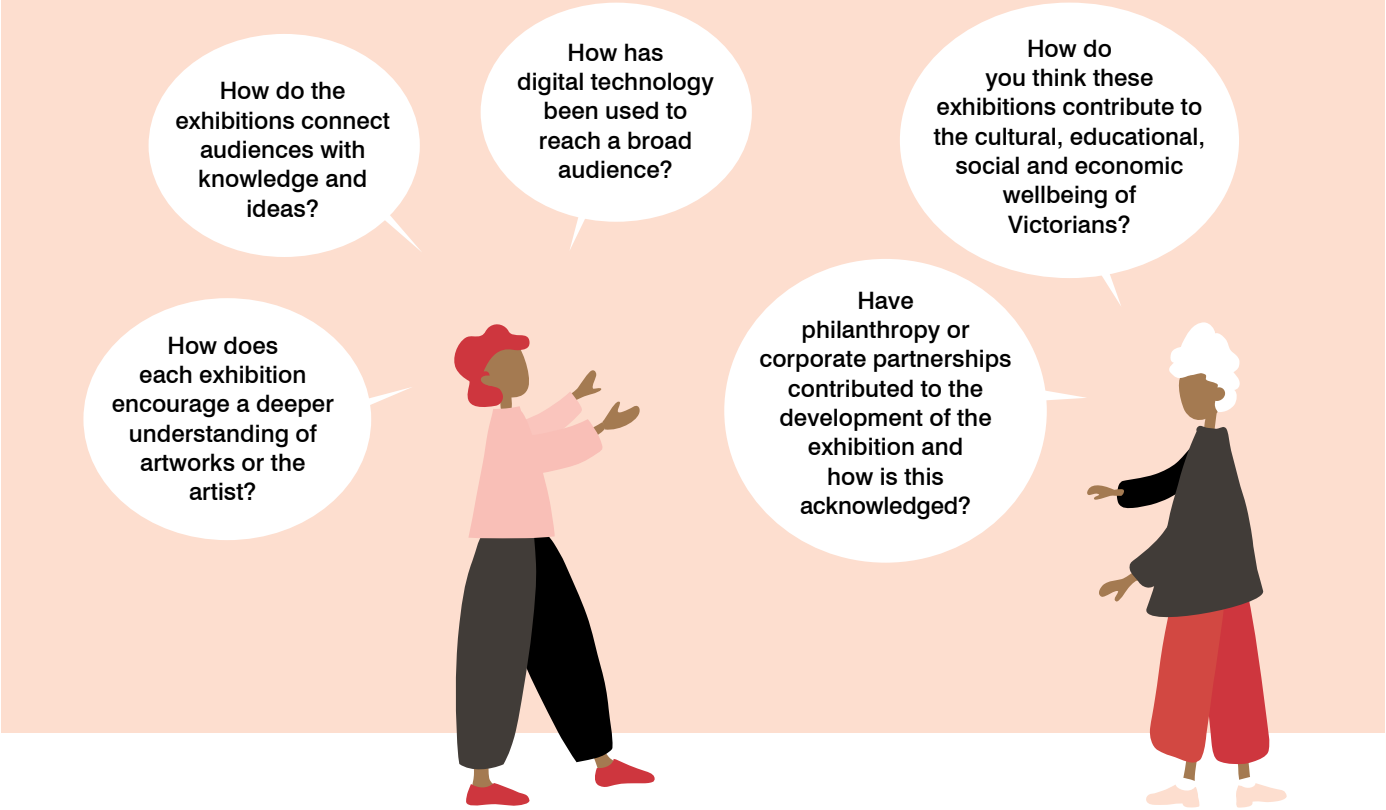 How do the
exhibitions connect
audiences with
knowledge and
ideas?
How has
digital technology
been used to
reach a broad
audience?
How do
you think these
exhibitions contribute to
the cultural, educational,
social and economic
wellbeing of
Victorians?
How does
each exhibition
encourage a deeper
understanding of
artworks or the
artist?
Have
philanthropy or
corporate partnerships
contributed to the
development of the
exhibition and
how is this
acknowledged?